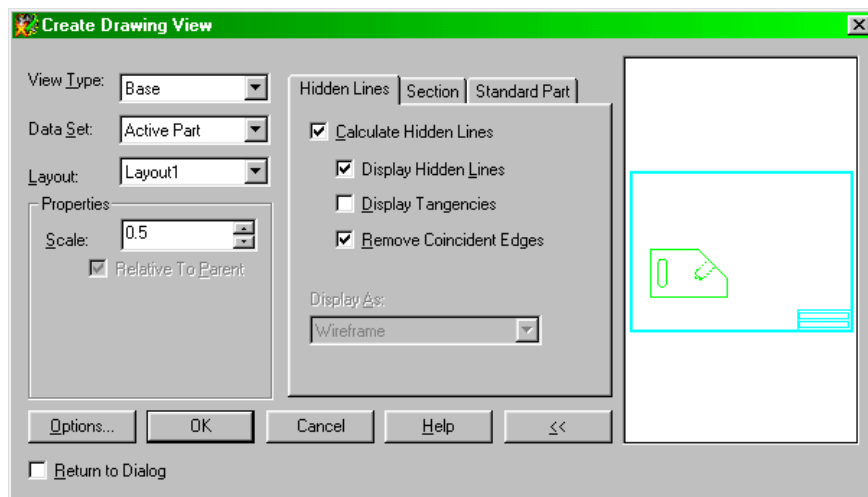 Create Drawing View
View Type:
Base
Data Set:
Active Part
Layout:
Layout1
Properties
Scale:
0.5
Relative To Parent
Hidden Lines
Section
Standard Part
Calculate Hidden Lines
Display Hidden Lines
Display Tangencies
Remove Coincident Edges
Display As:
Wireframe
Options...
OK
Cancel
Help
<<
Return to Dialog